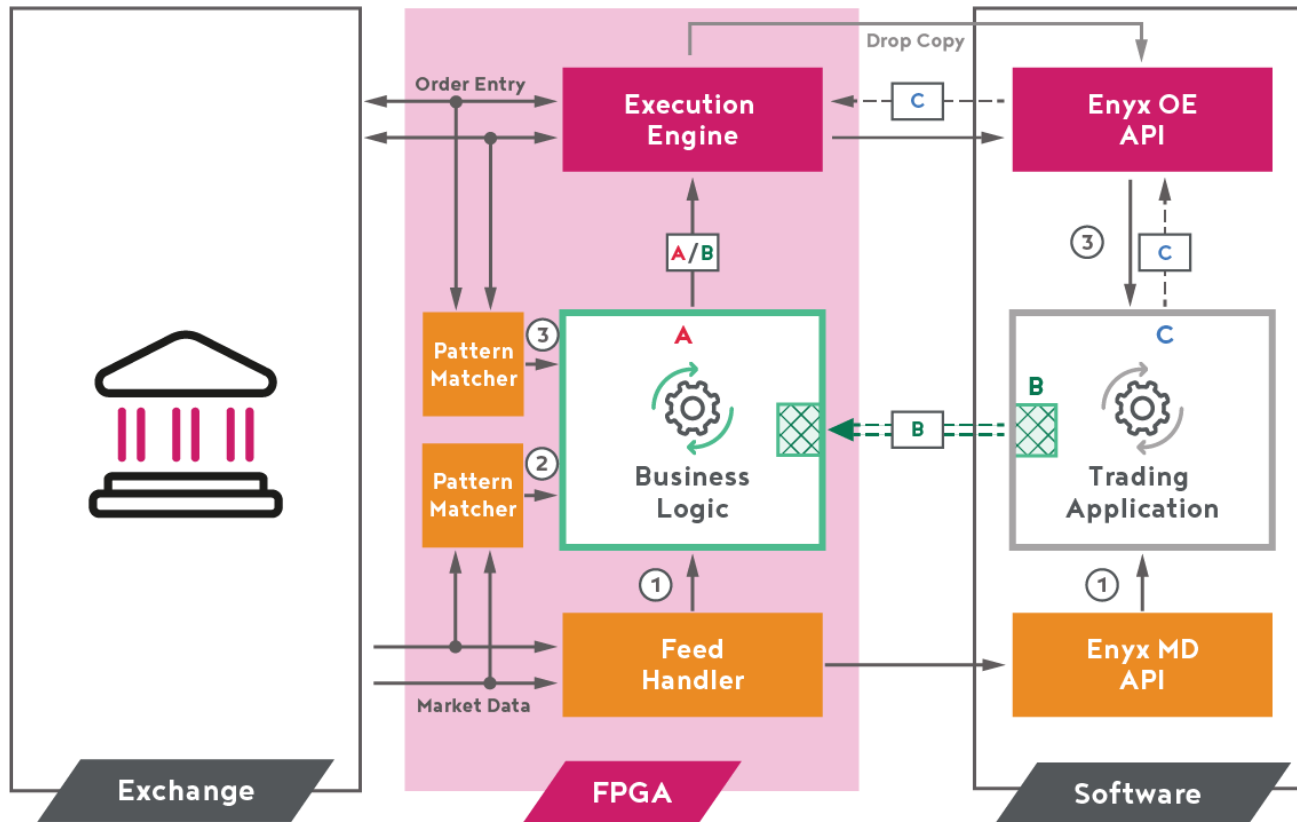 Drop Copy
Order Entry
Execution
Engine
C
Enyx OE
API
A/B
3
C
3
Pattern
Matcher
A
Business
Logic
B
B
C
Trading
Application
2
Pattern
Matcher
1
1
Feed
Handler
Enyx MD
API
Market Data
Exchange
FPGA
Software